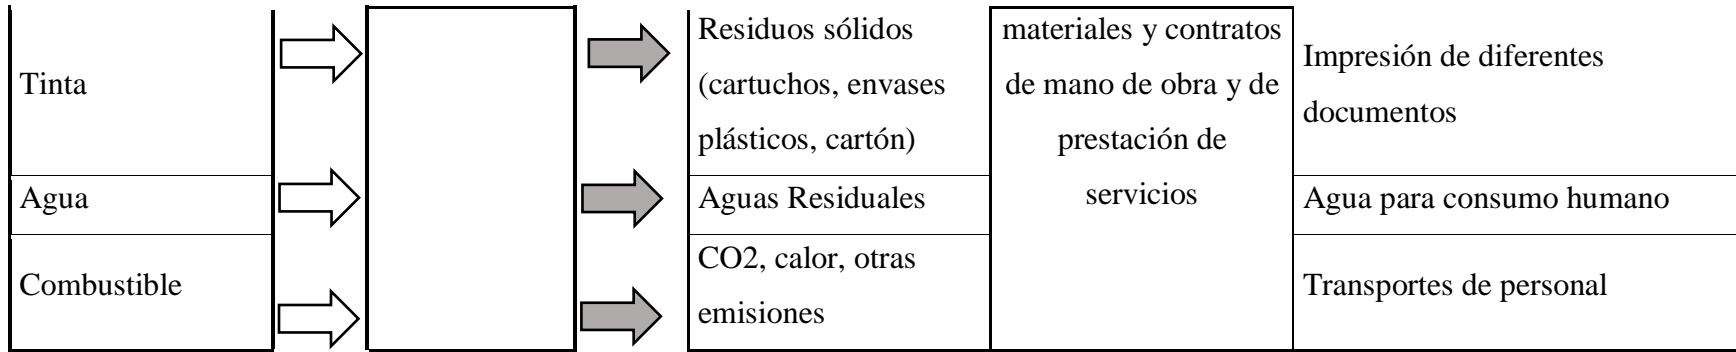 Tinta
Residuos sólidos
(cartuchos, envases
plásticos, cartón)
materiales y contratos
de mano de obra y de
prestación de
servicios
Impresión de diferentes
documentos
Agua
Aguas Residuales
Agua para consumo humano
Combustible
CO2, calor, otras
emisiones
Transportes de personal